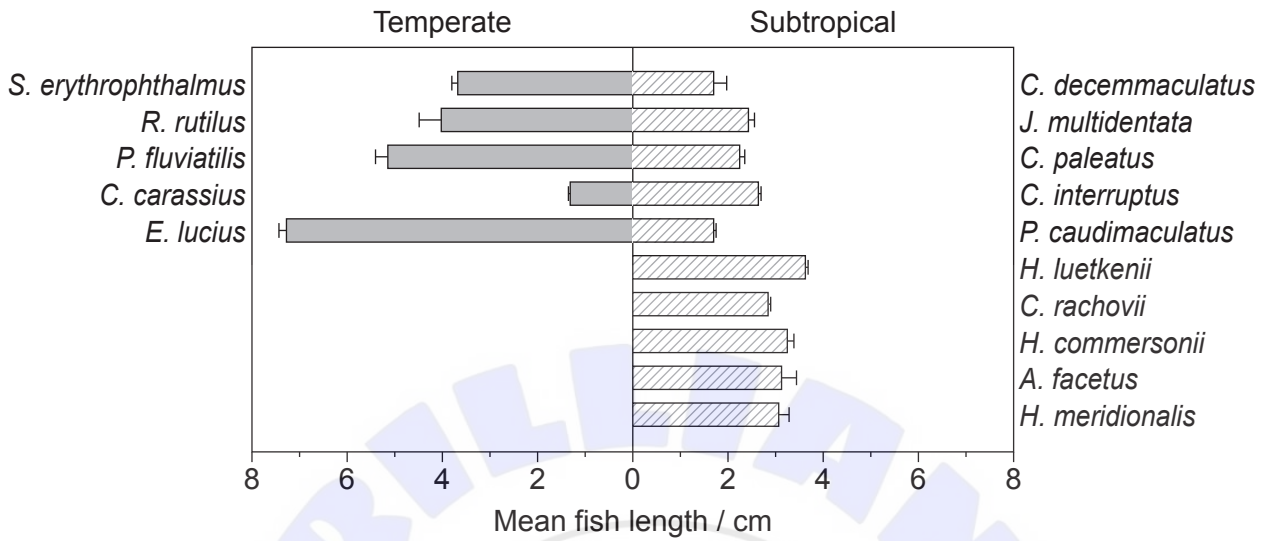 Temperate Subtropical
S. erythrophthalmus C. decemmaculatus
R. rutilus J. multidentata
P. fluviatilis C. paleatus
C. carassius C. interruptus
E. lucius P. caudimaculatus
H. luetkenii
C. rachovii
H. commersonii
A. facetus
H. meridionalis
8 6 4 2 0 2 4 6 8
Mean fish length / cm